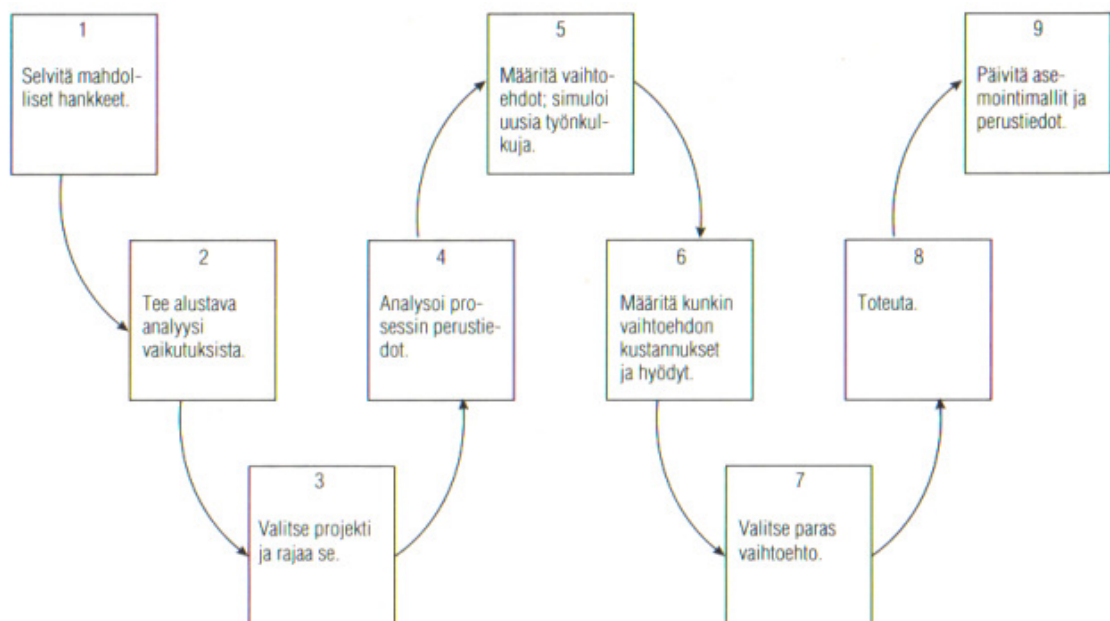 1
Selvitä mahdol-
liset hankkeet.
2
Tee alustava
analyysi
vaikutuksista.
3
Valitse projekti
ja rajaa se.
4
Analysoi pro-
sessin perustie-
dot.
5
Määritä vaihto-
ehdot; simuloi
uusia työnkul-
kuja.
6
Määritä kunkin
vaihtoehdon
kustannukset
ja hyödyt.
7
Valitse paras
vaihtoehto.
8
Toteuta.
9
Päivitä ase-
mointimallit ja
perustiedot.